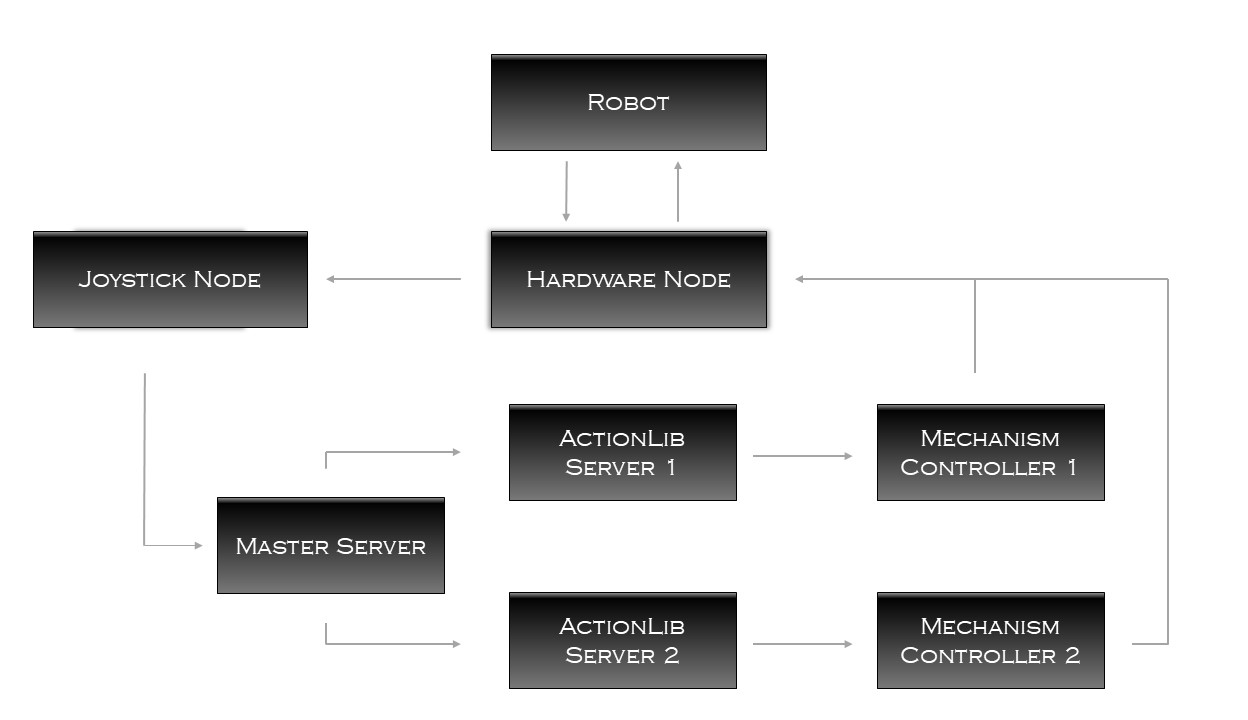 Robot
Joystick Node
Hardware Node
ActionLib
Server 1
Mechanism
Controller 1
Master Server
ActionLib
Server 2
Mechanism
Controller 2